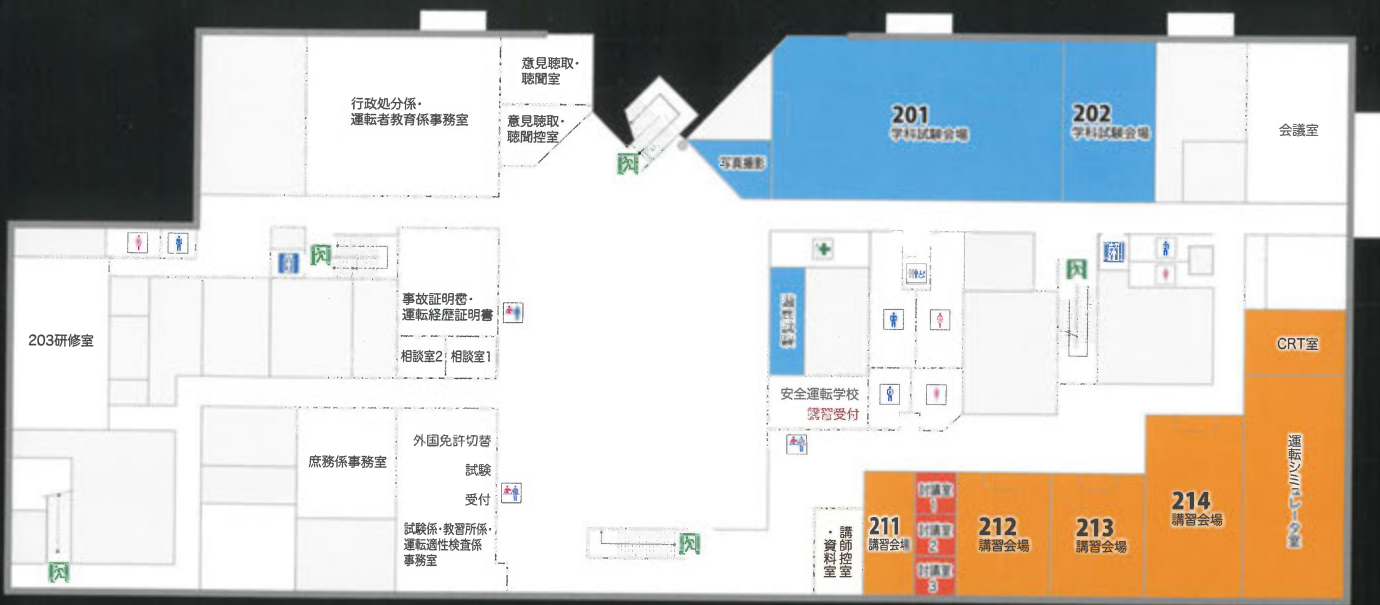 意見聴取・
聴聞室
行政処分係・
運転者教育係事務室
意見聴取・
聴聞控室
写真撮影
201
学科試験会場
202
学科試験会場
会議室
203研修室
事故証明書・
運転経歴証明書
相談室2
相談室1
安全運転学校
講習受付
CRT室
運転シミュレータ室
外国免許切替
試験
受付
試験係・教習所係・
運転適性検査係
事務室
庶務係事務室
講師控室
・資料室
211
講習会場
討議室
1
討議室
2
討議室
3
212
講習会場
213
講習会場
214
講習会場